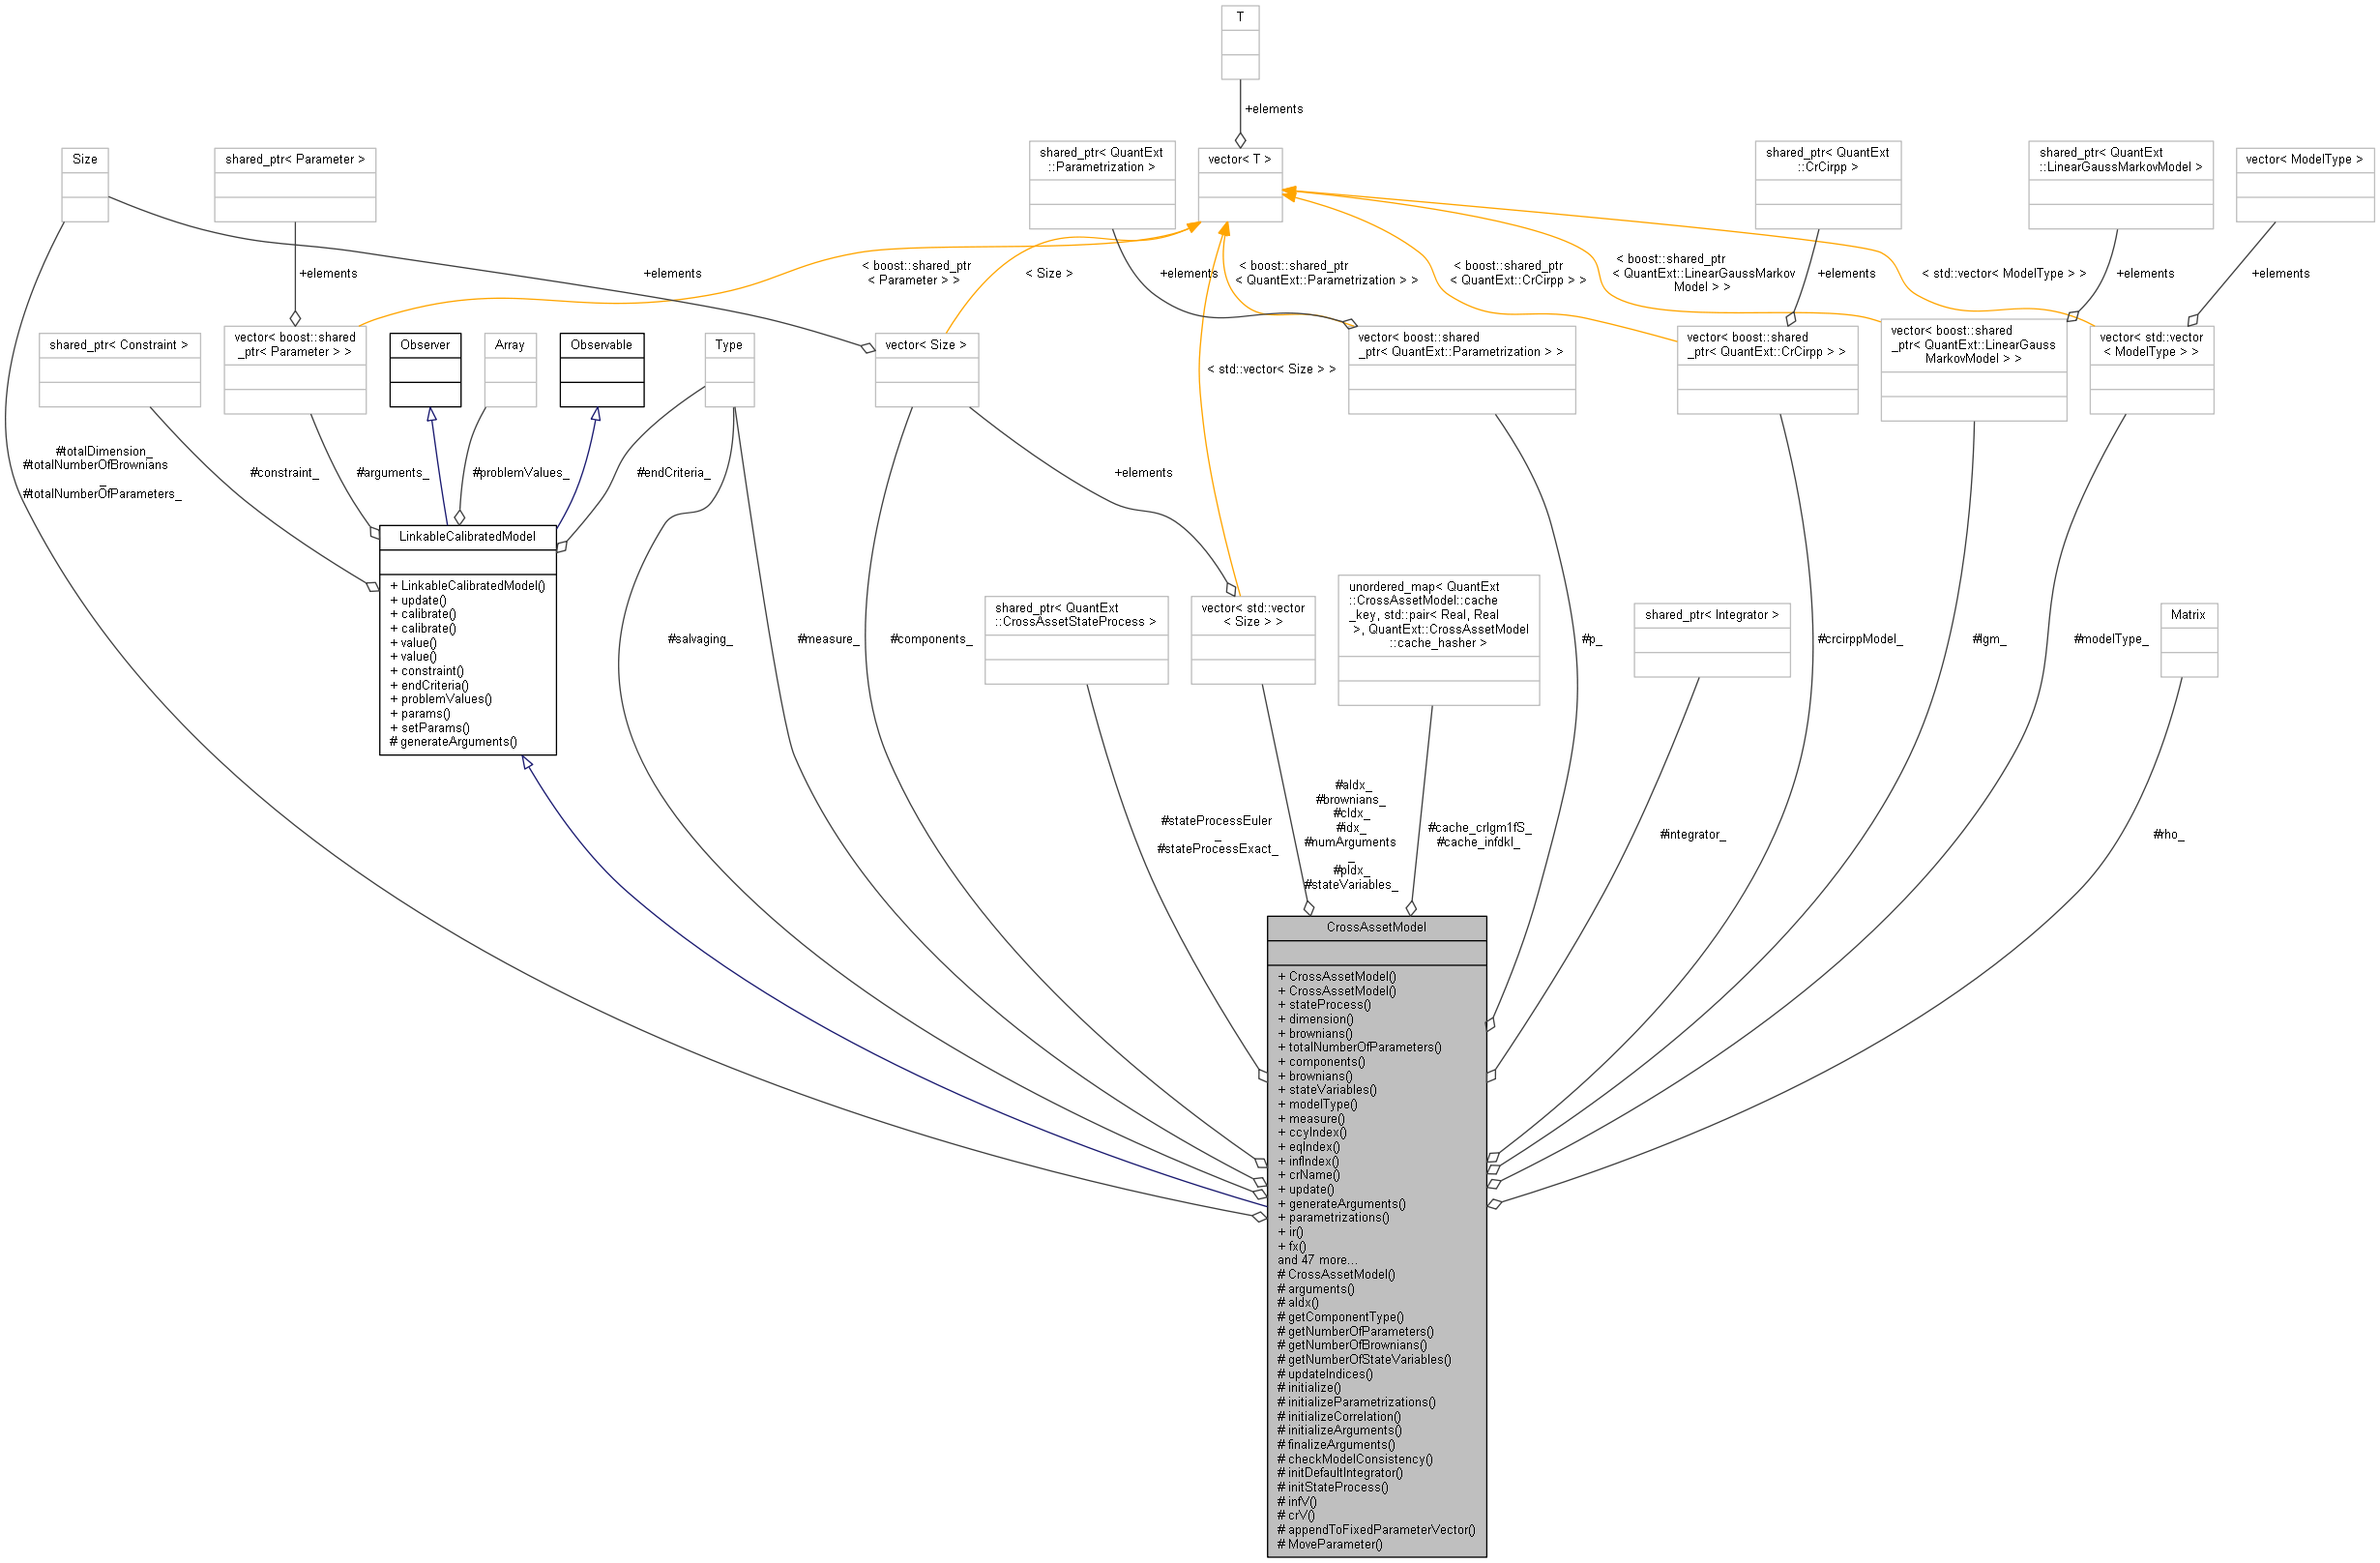 T
+elements
Size
shared_ptr< Parameter >
shared_ptr< QuantExt
::Parametrization >
vector< T >
shared_ptr< QuantExt
::CrCirpp >
shared_ptr< QuantExt
::LinearGaussMarkovModel >
vector< ModelType >
+elements
+elements
< boost::shared_ptr
< Parameter > >
< Size >
+elements
< boost::shared_ptr
< QuantExt::Parametrization > >
< boost::shared_ptr
< QuantExt::CrCirpp > >
< boost::shared_ptr
< QuantExt::LinearGaussMarkov
Model > >
+elements
< std::vector< ModelType > >
+elements
+elements
shared_ptr< Constraint >
vector< boost::shared
_ptr< Parameter > >
Observer
Array
Observable
Type
vector< Size >
< std::vector< Size > >
vector< boost::shared
_ptr< QuantExt::Parametrization > >
vector< boost::shared
_ptr< QuantExt::CrCirpp > >
vector< boost::shared
_ptr< QuantExt::LinearGauss
MarkovModel > >
vector< std::vector
< ModelType > >
#totalDimension_
#totalNumberOfBrownians
_
#totalNumberOfParameters_
#constraint_
#arguments_
#problemValues_
#endCriteria_
+elements
LinkableCalibratedModel
+ LinkableCalibratedModel()
+ update()
+ calibrate()
+ calibrate()
+ value()
+ value()
+ constraint()
+ endCriteria()
+ problemValues()
+ params()
+ setParams()
# generateArguments()
#salvaging_
#measure_
#components_
shared_ptr< QuantExt
::CrossAssetStateProcess >
vector< std::vector
< Size > >
unordered_map< QuantExt
::CrossAssetModel::cache
_key, std::pair< Real, Real
>, QuantExt::CrossAssetModel
::cache_hasher >
#p_
shared_ptr< Integrator >
#crcirppModel_
#lgm_
#modelType_
Matrix
#stateProcessEuler
_
#stateProcessExact_
#aIdx_
#brownians_
#cIdx_
#idx_
#numArguments
_
#pIdx_
#stateVariables_
#cache_crlgm1fS_
#cache_infdkI_
#integrator_
#rho_
CrossAssetModel
+ CrossAssetModel()
+ CrossAssetModel()
+ stateProcess()
+ dimension()
+ brownians()
+ totalNumberOfParameters()
+ components()
+ brownians()
+ stateVariables()
+ modelType()
+ measure()
+ ccyIndex()
+ eqIndex()
+ infIndex()
+ crName()
+ update()
+ generateArguments()
+ parametrizations()
+ ir()
+ fx()
and 47 more...
# CrossAssetModel()
# arguments()
# aIdx()
# getComponentType()
# getNumberOfParameters()
# getNumberOfBrownians()
# getNumberOfStateVariables()
# updateIndices()
# initialize()
# initializeParametrizations()
# initializeCorrelation()
# initializeArguments()
# finalizeArguments()
# checkModelConsistency()
# initDefaultIntegrator()
# initStateProcess()
# infV()
# crV()
# appendToFixedParameterVector()
# MoveParameter()